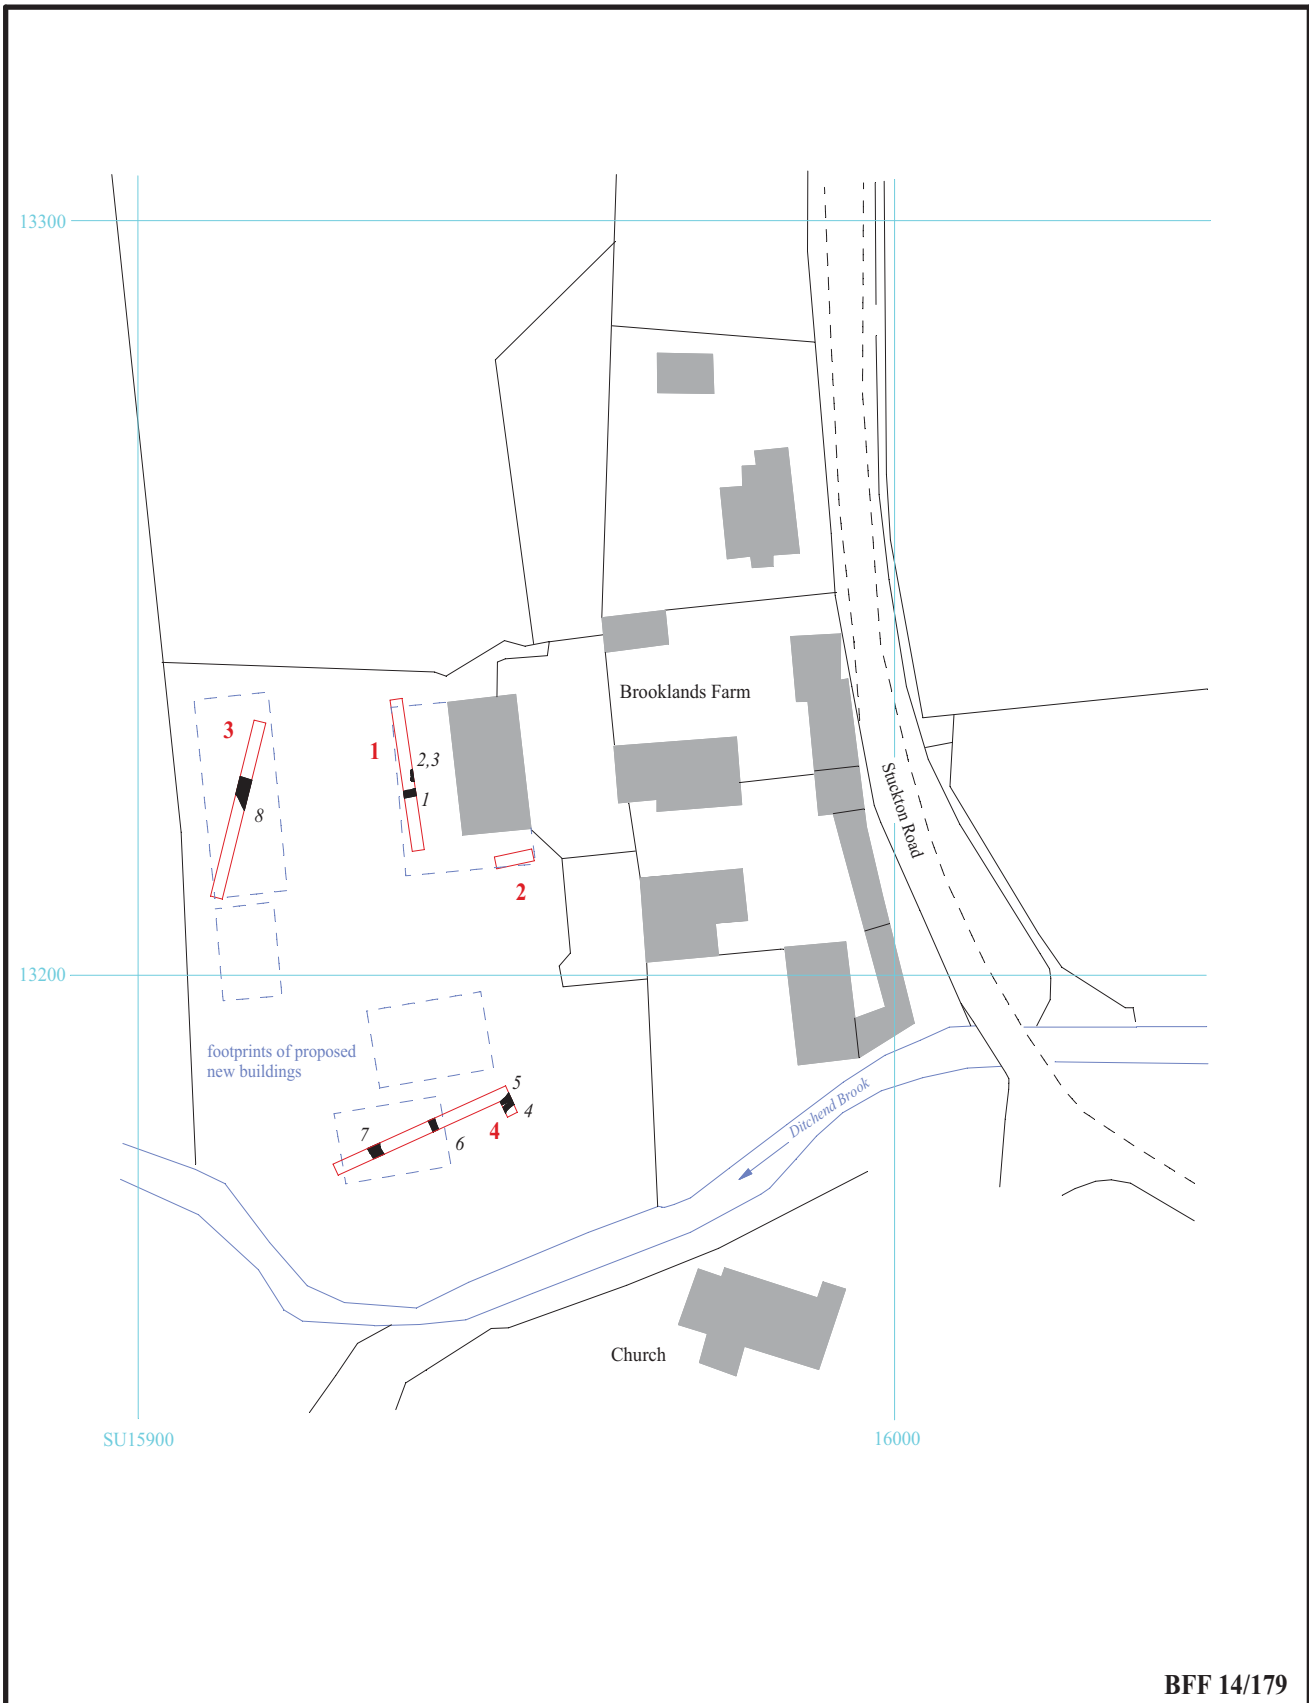 13300
Brooklands Farm
3
1
2,3
1
8
Stuckton Road
2
13200
footprints of proposed
new buildings
5
4
7
6
4
Ditchend Brook
Church
SU15900
16000
BFF 14/179